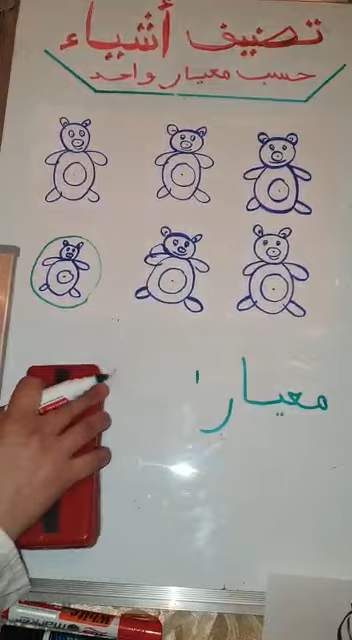 تصنيف أشياء
حسب معيار واحد
معيار